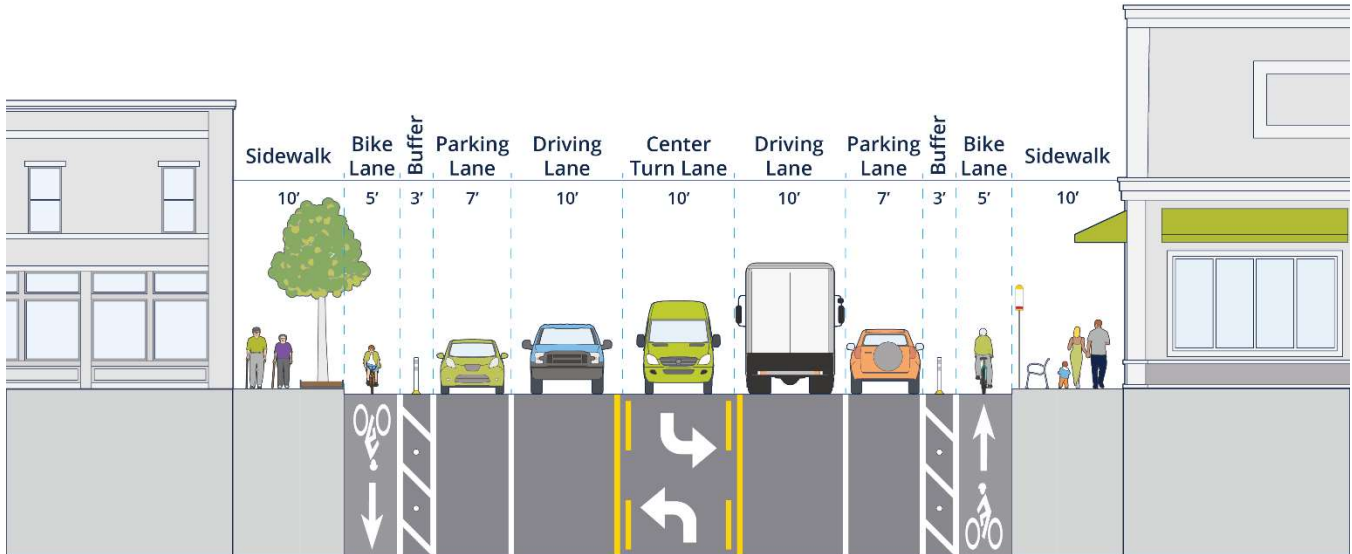 Sidewalk
Bike
Lane
Buffer
Parking
Lane
Driving
Lane
Center
Turn Lane
Driving
Lane
Parking
Lane
Buffer
Bike
Lane
Sidewalk
10’
5’
3’
7’
10’
10’
10’
7’
3’
5’
10’